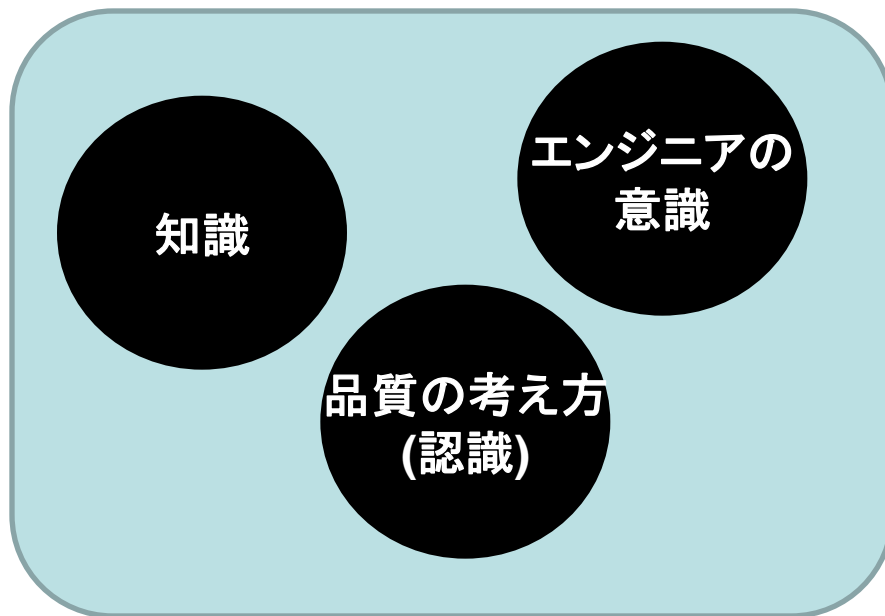 知識
エンジニアの
意識
品質の考え方
(認識)